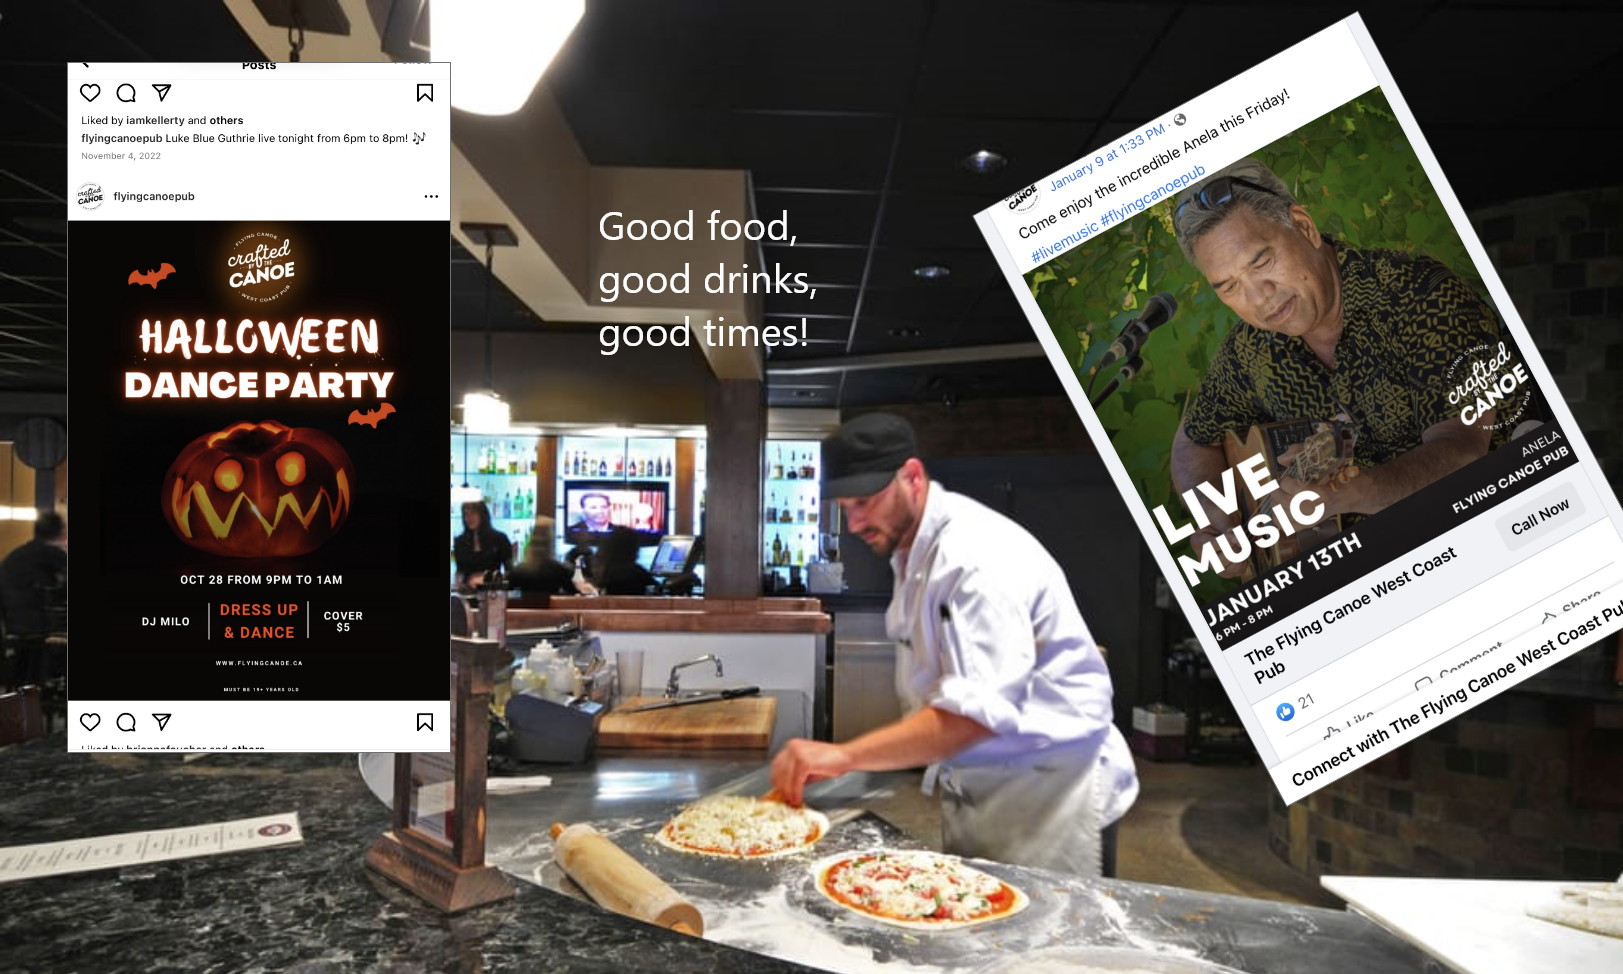 Posts
Liked by iamkellerty and others
flyingcanoepub Luke Blue Guthrie live tonight from 6pm to 8pm! 🎶
November 4, 2022
crafted
CANOE
flyingcanoepub
FLYING CANOE
crafted
BY THE
CANOE
WEST COAST PUB
HALLOWEEN
DANCE PARTY
OCT 28 FROM 9PM TO 1AM
DJ MILO
DRESS UP
& DANCE
COVER
$5
WWW.FLYINGCANOE.CA
MUST BE 19+ YEARS OLD
Liked by briannafaucher and others
Good food,
good drinks,
good times!
CANOE
January 9 at 1:33 PM ·
Come enjoy the incredible Anela this Friday!
#livemusic #flyingcanoepub
FLYING CANOE
crafted
BY THE
CANOE
WEST COAST PUB
LIVE
MUSIC
JANUARY 13TH
6 PM - 8 PM
ANELA
FLYING CANOE PUB
The Flying Canoe West Coast
Pub
Call Now
21
Like
Comment
Share
Connect with The Flying Canoe West Coast Pu